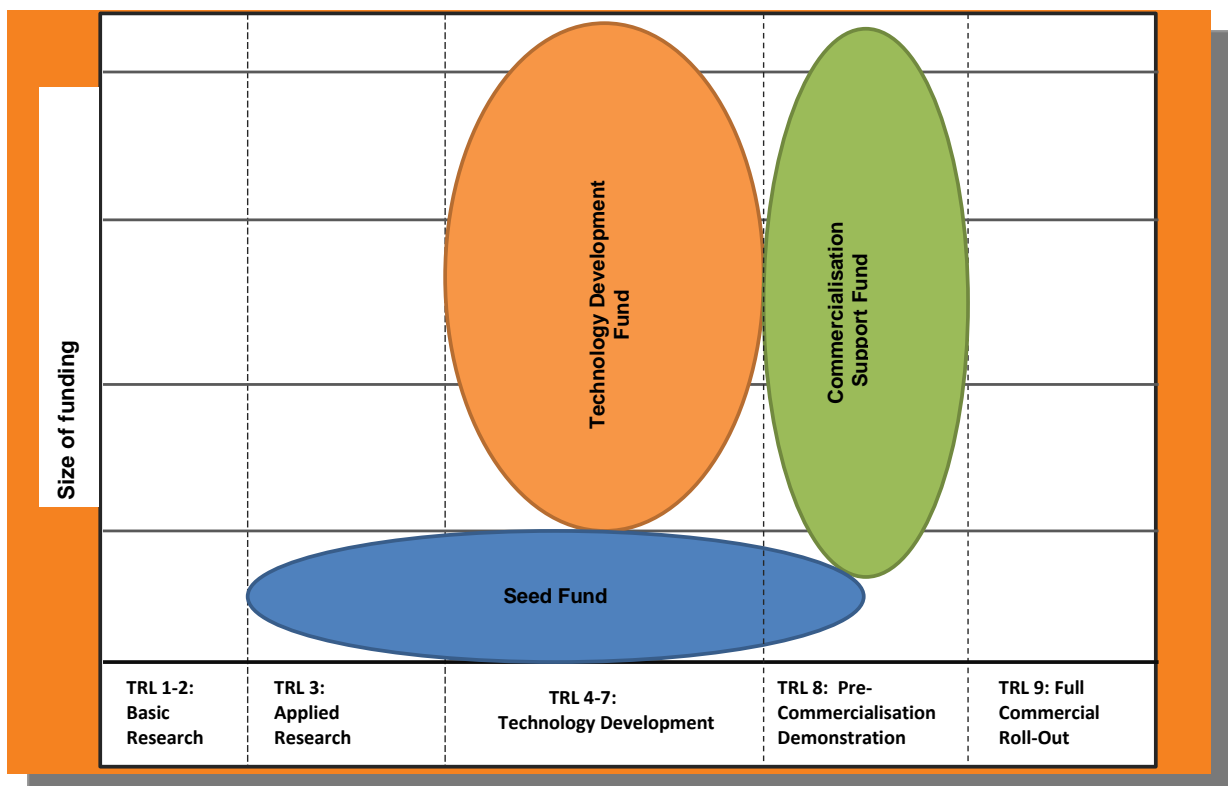 Size of funding
Technology Development
Fund
Commercialisation
Support Fund
Seed Fund
TRL 1-2:
Basic
Research
TRL 3:
Applied
Research
TRL 4-7:
Technology Development
TRL 8: Pre-
Commercialisation
Demonstration
TRL 9: Full
Commercial
Roll-Out